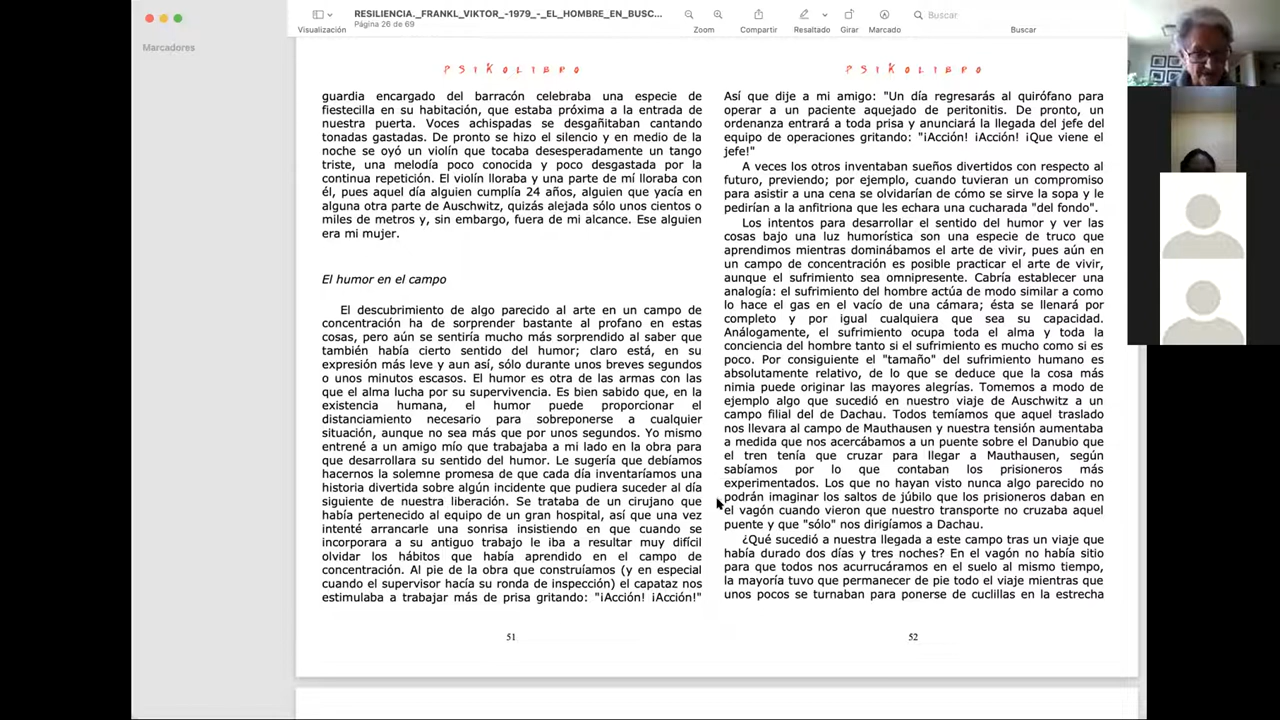 RESILIENCIA._FRANKL_VIKTOR_-1979_-_EL_HOMBRE_EN_BUSC...
Página 26 de 69
Visualización
Zoom
Compartir
Resaltado
Girar
Marcado
Buscar
Buscar
Marcadores
PSIKOLIBRO
guardia encargado del barracón celebraba una especie de
fiestecilla en su habitación, que estaba próxima a la entrada de
nuestra puerta. Voces achispadas se desgañitaban cantando
tonadas gastadas. De pronto se hizo el silencio y en medio de la
noche se oyó un violín que tocaba desesperadamente un tango
triste, una melodía poco conocida y poco desgastada por la
continua repetición. El violín lloraba y una parte de mí lloraba con
él, pues aquel día alguien cumplía 24 años, alguien que yacía en
alguna otra parte de Auschwitz, quizás alejada sólo unos cientos o
miles de metros y, sin embargo, fuera de mi alcance. Ese alguien
era mi mujer.
El humor en el campo
El descubrimiento de algo parecido al arte en un campo de
concentración ha de sorprender bastante al profano en estas
cosas, pero aún se sentiría mucho más sorprendido al saber que
también había cierto sentido del humor; claro está, en su
expresión más leve y aun así, sólo durante unos breves segundos
o unos minutos escasos. El humor es otra de las armas con las
que el alma lucha por su supervivencia. Es bien sabido que, en la
existencia humana, el humor puede proporcionar el
distanciamiento necesario para sobreponerse a cualquier
situación, aunque no sea más que por unos segundos. Yo mismo
entrené a un amigo mío que trabajaba a mi lado en la obra para
que desarrollara su sentido del humor. Le sugería que debíamos
hacernos la solemne promesa de que cada día inventaríamos una
historia divertida sobre algún incidente que pudiera suceder al día
siguiente de nuestra liberación. Se trataba de un cirujano que
había pertenecido al equipo de un gran hospital, así que una vez
intenté arrancarle una sonrisa insistiendo en que cuando se
incorporara a su antiguo trabajo le iba a resultar muy difícil
olvidar los hábitos que había aprendido en el campo de
concentración. Al pie de la obra que construíamos (y en especial
cuando el supervisor hacía su ronda de inspección) el capataz nos
estimulaba a trabajar más de prisa gritando: "¡Acción! ¡Acción!"
51
PSIKOLIBRO
Así que dije a mi amigo: "Un día regresarás al quirófano para
operar a un paciente aquejado de peritonitis. De pronto, un
ordenanza entrará a toda prisa y anunciará la llegada del jefe del
equipo de operaciones gritando: "¡Acción! ¡Acción! ¡Que viene el
jefe!"
A veces los otros inventaban sueños divertidos con respecto al
futuro, previendo; por ejemplo, cuando tuvieran un compromiso
para asistir a una cena se olvidarían de cómo se sirve la sopa y le
pedirían a la anfitriona que les echara una cucharada "del fondo".
Los intentos para desarrollar el sentido del humor y ver las
cosas bajo una luz humorística son una especie de truco que
aprendimos mientras dominábamos el arte de vivir, pues aún en
un campo de concentración es posible practicar el arte de vivir,
aunque el sufrimiento sea omnipresente. Cabría establecer una
analogía: el sufrimiento del hombre actúa de modo similar a como
lo hace el gas en el vacío de una cámara; ésta se llenará por
completo y por igual cualquiera que sea su capacidad.
Análogamente, el sufrimiento ocupa toda el alma y toda la
conciencia del hombre tanto si el sufrimiento es mucho como si es
poco. Por consiguiente el "tamaño" del sufrimiento humano es
absolutamente relativo, de lo que se deduce que la cosa más
nimia puede originar las mayores alegrías. Tomemos a modo de
ejemplo algo que sucedió en nuestro viaje de Auschwitz a un
campo filial del de Dachau. Todos temíamos que aquel traslado
nos llevara al campo de Mauthausen y nuestra tensión aumentaba
a medida que nos acercábamos a un puente sobre el Danubio que
el tren tenía que cruzar para llegar a Mauthausen, según
sabíamos por lo que contaban los prisioneros más
experimentados. Los que no hayan visto nunca algo parecido no
podrán imaginar los saltos de júbilo que los prisioneros daban en
el vagón cuando vieron que nuestro transporte no cruzaba aquel
puente y que "sólo" nos dirigíamos a Dachau.
¿Qué sucedió a nuestra llegada a este campo tras un viaje que
había durado dos días y tres noches? En el vagón no había sitio
para que todos nos acurrucáramos en el suelo al mismo tiempo,
la mayoría tuvo que permanecer de pie todo el viaje mientras que
unos pocos se turnaban para ponerse de cuclillas en la estrecha
52